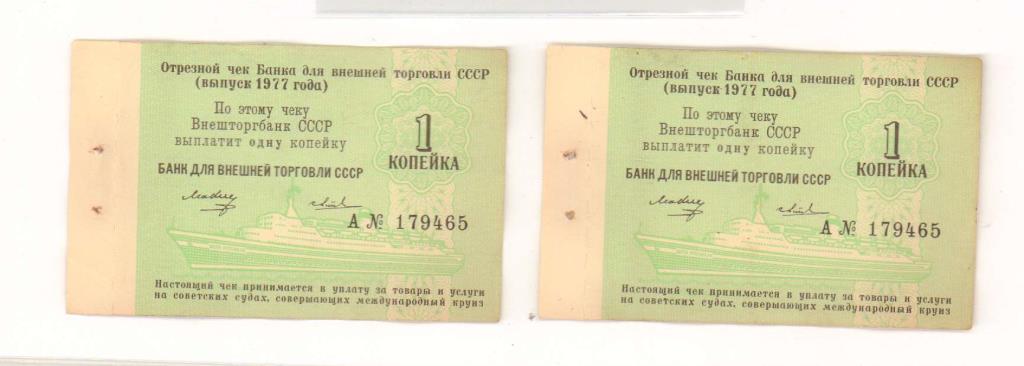 Отрезной чек Банка для внешней торговли СССР
(выпуск 1977 года)
По этому чеку
Внешторгбанк СССР
выплатит одну копейку
1
КОПЕЙКА
БАНК ДЛЯ ВНЕШНЕЙ ТОРГОВЛИ СССР
А № 179465
Настоящий чек принимается в уплату за товары и услуги
на советских судах, совершающих международный круиз
Отрезной чек Банка для внешней торговли СССР
(выпуск 1977 года)
По этому чеку
Внешторгбанк СССР
выплатит одну копейку
1
КОПЕЙКА
БАНК ДЛЯ ВНЕШНЕЙ ТОРГОВЛИ СССР
А № 179465
Настоящий чек принимается в уплату за товары и услуги
на советских судах, совершающих международный круиз